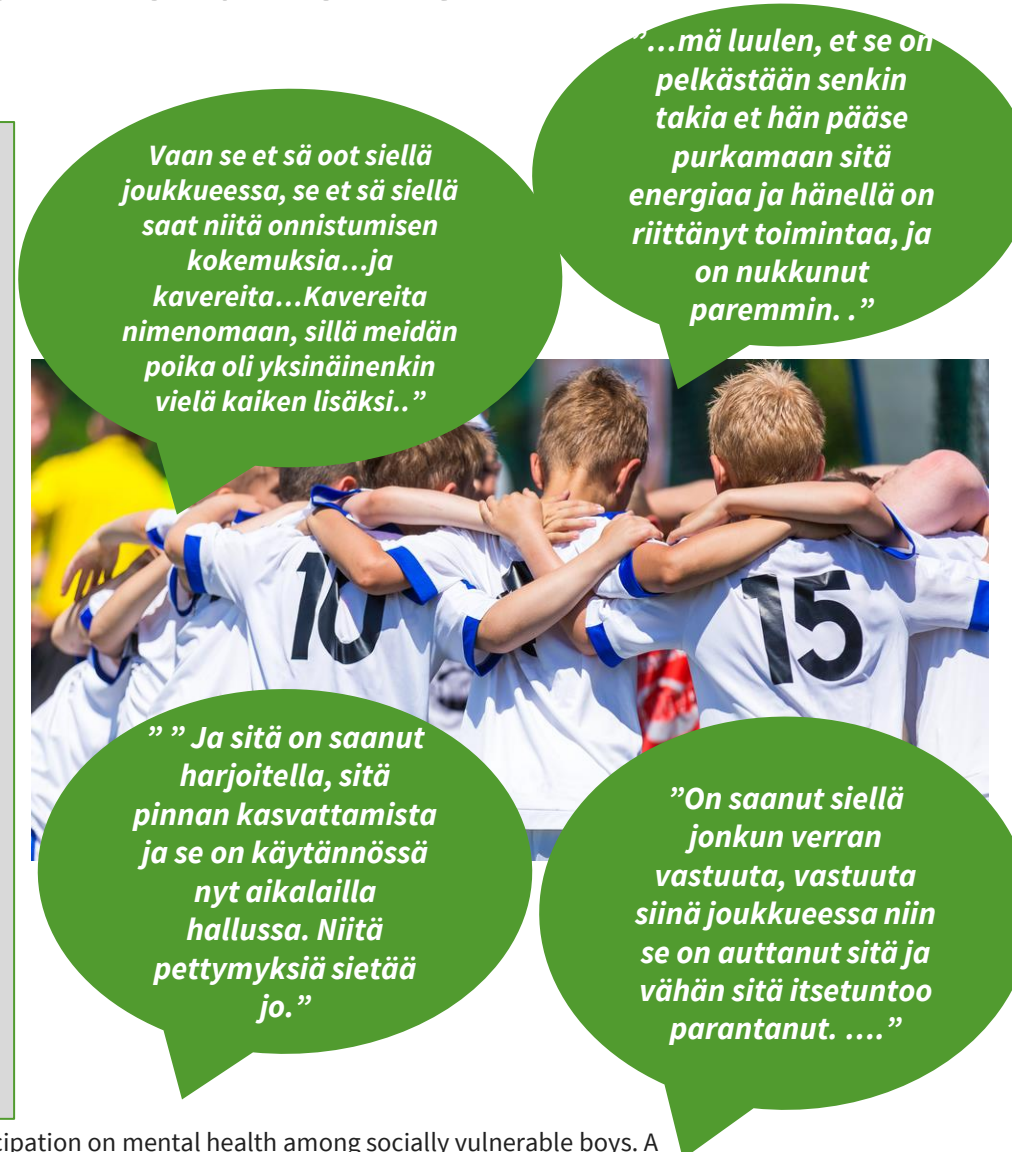 Vaan se et sä oot siellä
joukkueessa, se et sä siellä
saat niitä onnistumisen
kokemuksia...ja
kavereita...Kavereita
nimenomaan, sillä meidän
poika oli yksinäinenkin
vielä kaiken lisäksi..”
”...mä luulen, et se on
pelkästään senkin
takia et hän pääse
purkamaan sitä
energiaa ja hänellä on
riittänyt toimintaa, ja
on nukkunut
paremmin. .”
10
15
” ” Ja sitä on saanut
harjoitella, sitä
pinnan kasvattamista
ja se on käytännössä
nyt aikalailla
hallussa. Niitä
pettymyksiä sietää
jo.”
”On saanut siellä
jonkun verran
vastuuta, vastuuta
siinä joukkueessa niin
se on auttanut sitä ja
vähän sitä itsetuntoo
parantanut. ....”
cipation on mental health among socially vulnerable boys. A